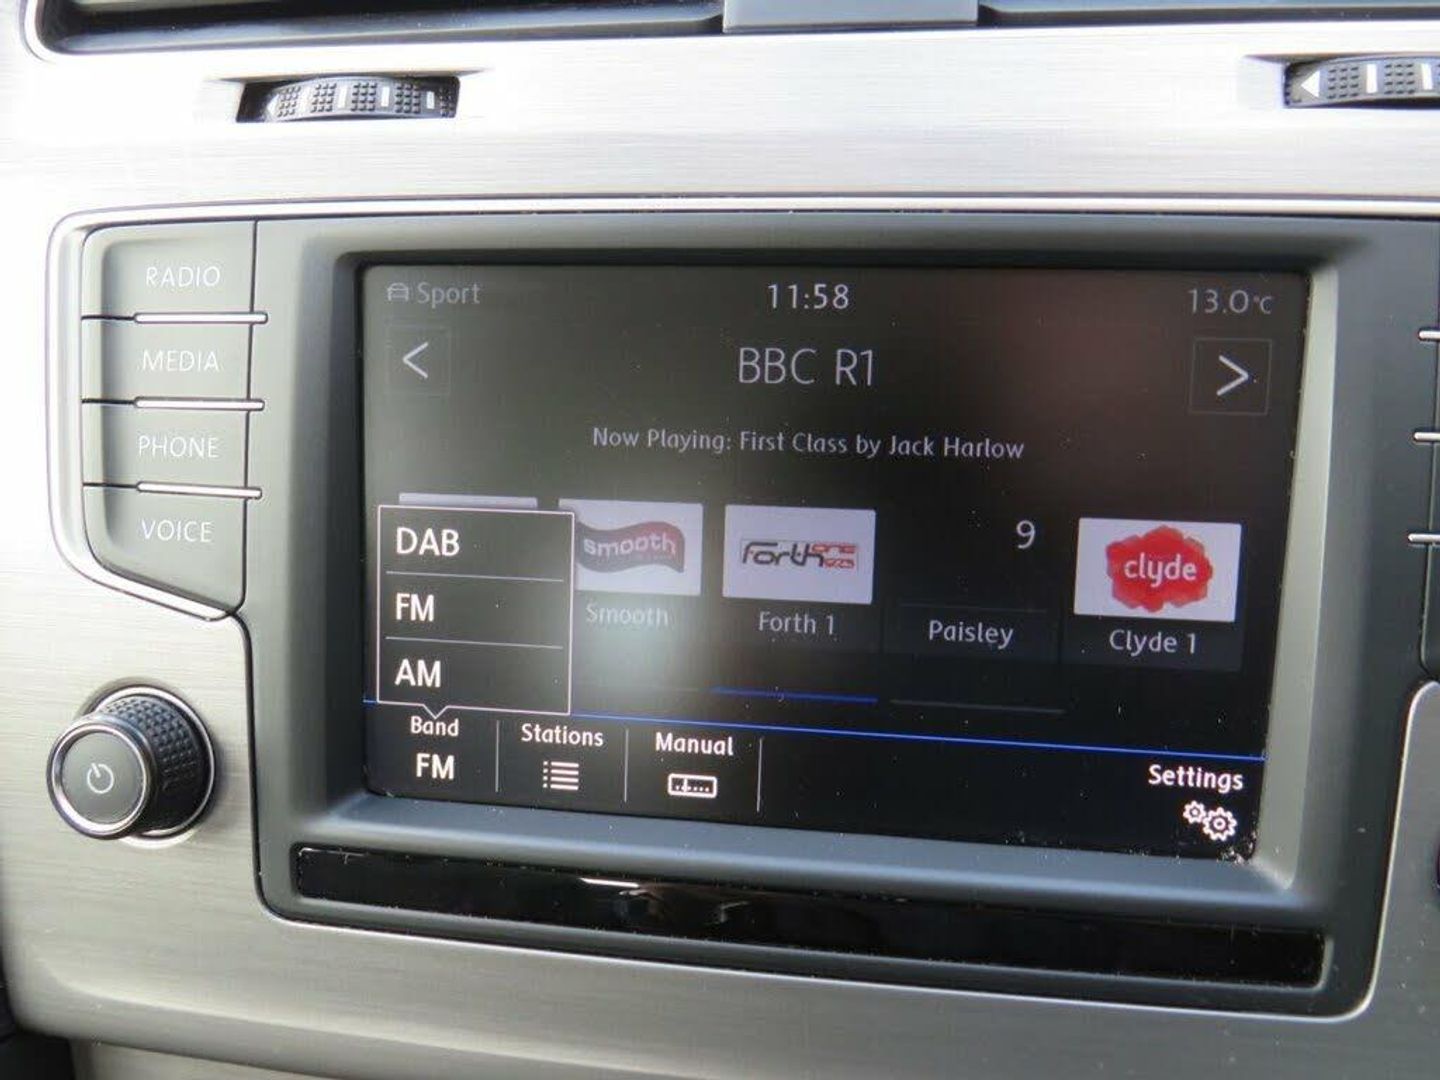 RADIO
MEDIA
PHONE
VOICE
Sport
11:58
13.0°C
BBC R1
Now Playing: First Class by Jack Harlow
smooth
Smooth
Forth 1
9
Paisley
clyde
Clyde 1
DAB
FM
AM
Band
FM
Stations
Manual
Settings